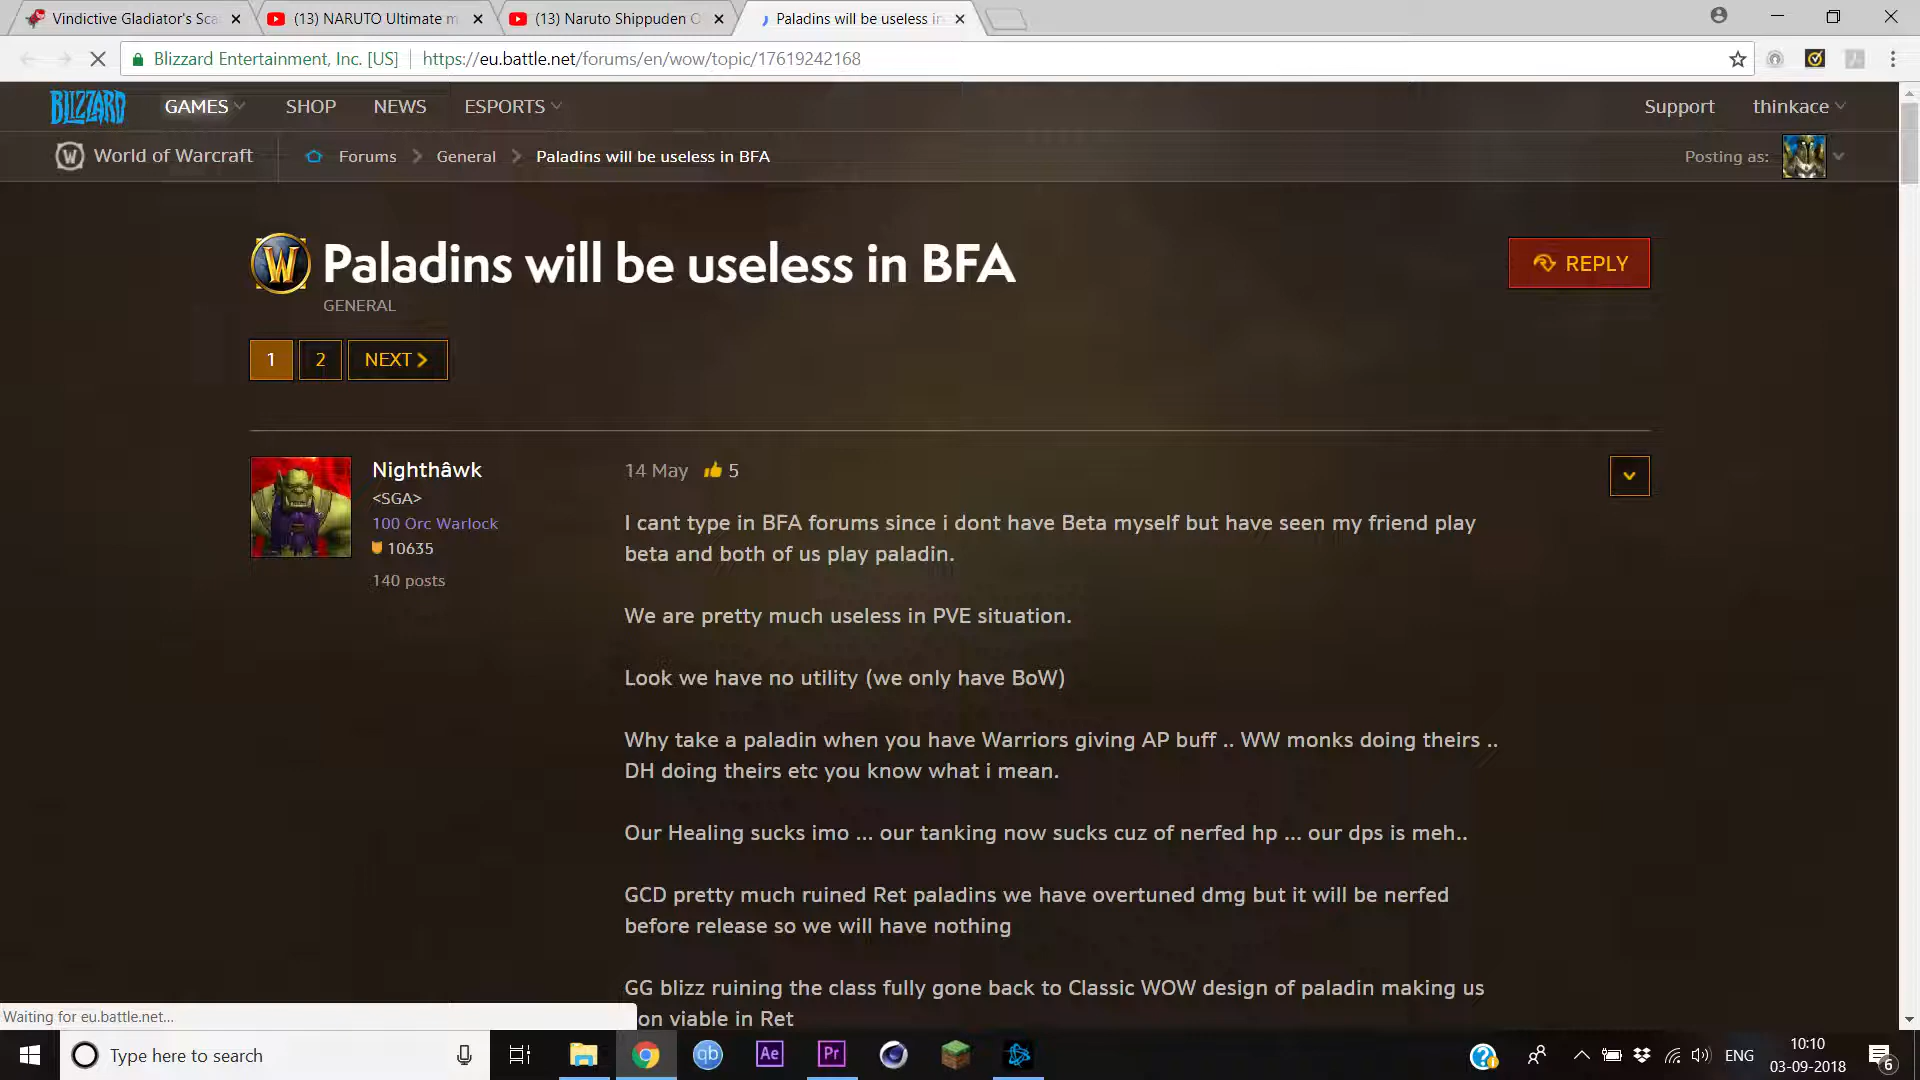 Vindictive Gladiator's Sca
(13) NARUTO Ultimate m
(13) Naruto Shippuden O
Paladins will be useless in
Blizzard Entertainment, Inc. [US]
https://eu.battle.net/forums/en/wow/topic/17619242168
BLIZZARD
GAMES
SHOP
NEWS
ESPORTS
Support
thinkace
World of Warcraft
Forums
General
Paladins will be useless in BFA
Posting as:
Paladins will be useless in BFA
GENERAL
REPLY
1
2
NEXT
Nighthâwk
<SGA>
100 Orc Warlock
10635
140 posts
14 May
5
I cant type in BFA forums since i dont have Beta myself but have seen my friend play
beta and both of us play paladin.
We are pretty much useless in PVE situation.
Look we have no utility (we only have BoW)
Why take a paladin when you have Warriors giving AP buff .. WW monks doing theirs ..
DH doing theirs etc you know what i mean.
Our Healing sucks imo ... our tanking now sucks cuz of nerfed hp ... our dps is meh..
GCD pretty much ruined Ret paladins we have overtuned dmg but it will be nerfed
before release so we will have nothing
GG blizz ruining the class fully gone back to Classic WOW design of paladin making us
on viable in Ret
Waiting for eu.battle.net...
Type here to search
qb
Ae
Pr
ENG
10:10
03-09-2018
6